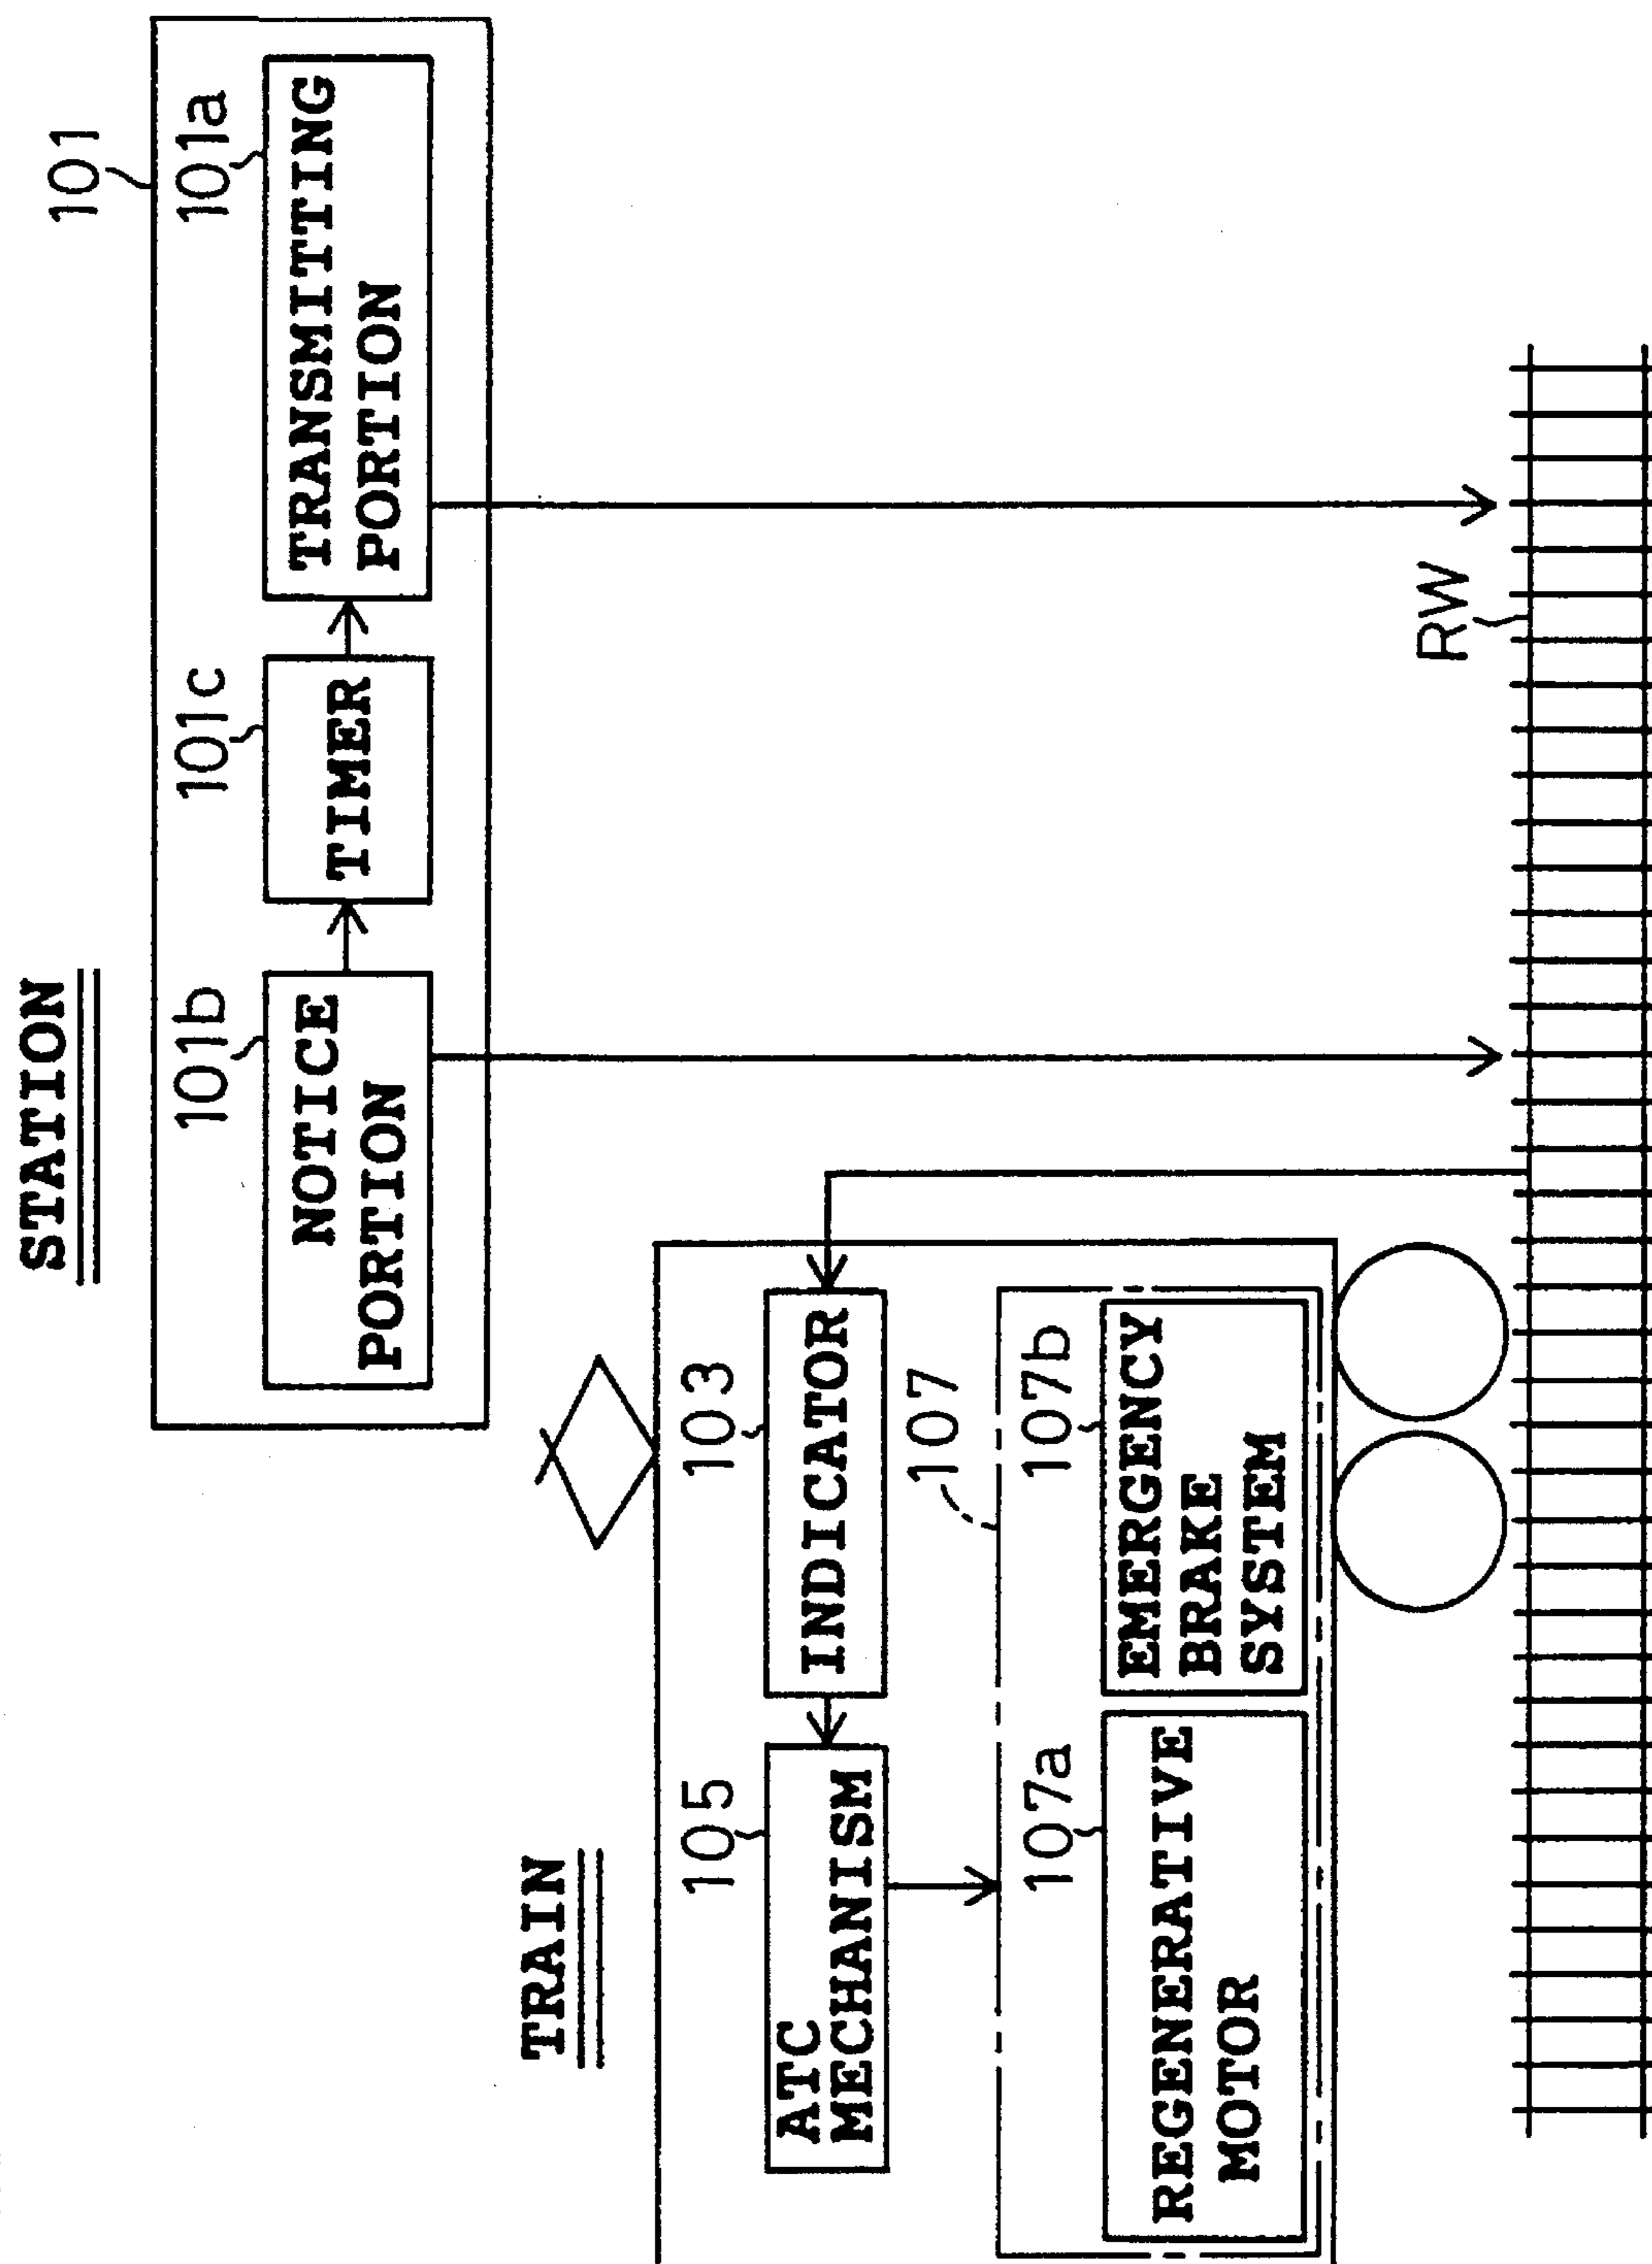 STATION
101
101b
101c
101a
NOTICE
PORTION
TIMER
TRANSMITTING
PORTION
TRAIN
105
103
ATC
MECHANISM
INDICATOR
107
107a
107b
REGENERATIVE
MOTOR
EMERGENCY
BRAKE
SYSTEM
RW